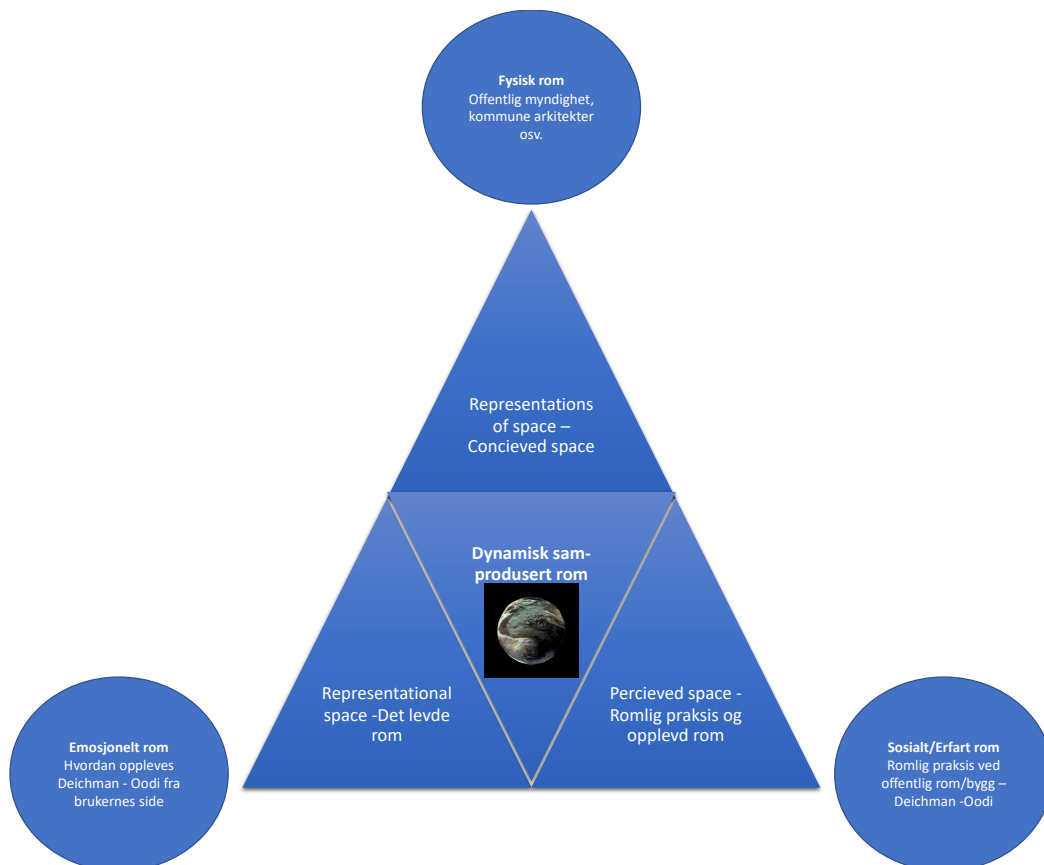 Fysisk rom
Offentlig myndighet,
kommune arkitekter
osv.
Representations
of space –
Concieved space
Dynamisk sam-
produsert rom
Representational
space -Det levde
rom
Percieved space -
Romlig praksis og
opplevd rom
Emosjonelt rom
Hvordan oppleves
Deichman - Oodi fra
brukernes side
Sosialt/Erfart rom
Romlig praksis ved
offentlig rom/bygg –
Deichman -Oodi